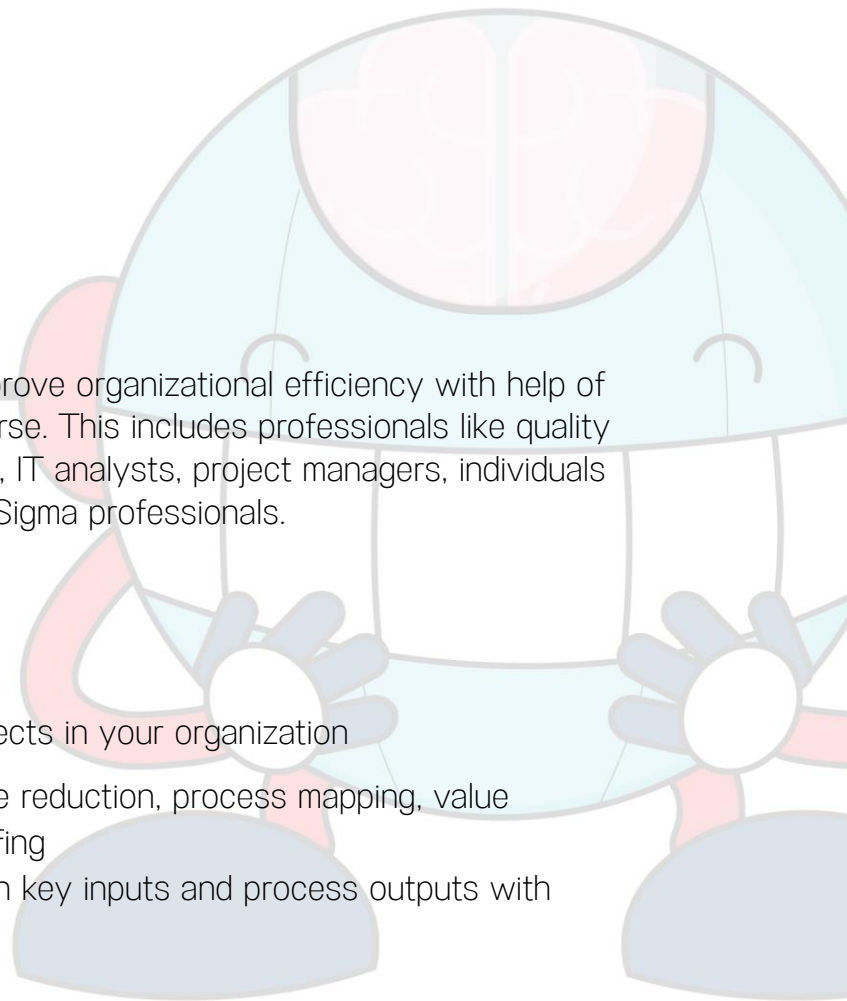 rove organizational efficiency with help of
rse. This includes professionals like quality
, IT analysts, project managers, individuals
Sigma professionals.
ects in your organization
e reduction, process mapping, value
fing
n key inputs and process outputs with